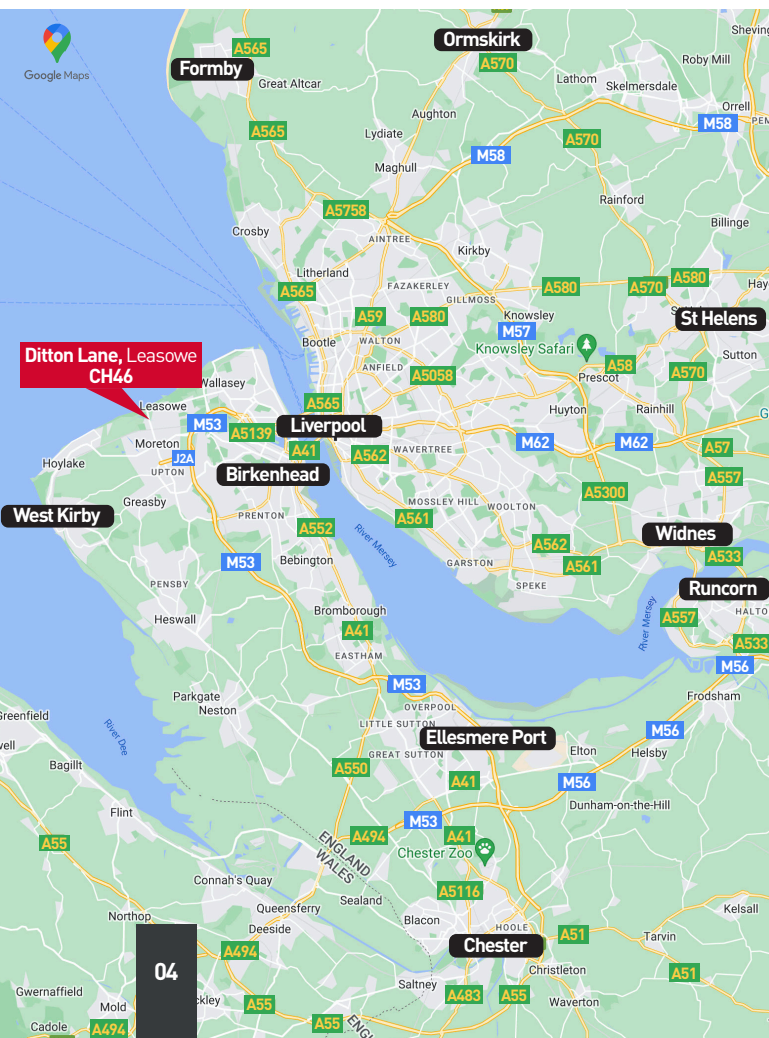 Google Maps
Formby
A565
Great Altcar
Ormskirk
A570
Lathom
Skelmersdale
Roby Mill
Orrell
M58
A565
Aughton
Lydiate
Maghull
M58
A570
Rainford
Billinge
A5758
Crosby
AINTREE
Kirkby
Litherland
FAZAKERLEY
GILLMOSS
A565
A580
A570
A580
A59
A580
Knowsley
M57
St Helens
Bootle
WALTON
Knowsley Safari
Sutton
Ditton Lane, Leasowe
CH46
ANFIELD
A5058
A58
Prescot
A570
Wallasey
Leasowe
A565
Huyton
Rainhill
M53
A5139
Liverpool
Moreton
A41
A562
WAVERTREE
M62
M62
A57
J2A
Hoylake
UPTON
Birkenhead
A557
Greasby
MOSSLEY HILL
WOOLTON
A5300
West Kirby
PRENTON
A552
A561
Widnes
River Mersey
A562
A533
M53
Bebington
GARSTON
A561
SPEKE
Runcorn
PENSBY
Heswall
Bromborough
A41
River Mersey
A557
A533
EASTHAM
M56
M53
Frodsham
Parkgate
Neston
OVERPOOL
LITTLE SUTTON
River Dee
Ellesmere Port
M56
Bagillt
GREAT SUTTON
Elton
Helsby
A550
A41
M56
Dunham-on-the-Hill
Flint
M53
A55
A494
A41
ENGLAND
WALES
Chester Zoo
Connah's Quay
A5116
Sealand
Queensferry
Kelsall
Northop
Deeside
Blacon
HOOLE
A51
Tarvin
Chester
A494
04
Christleton
A51
Gwernaffield
Saltney
Mold
A55
A483
A55
Waverton
Cadole
A494
A55